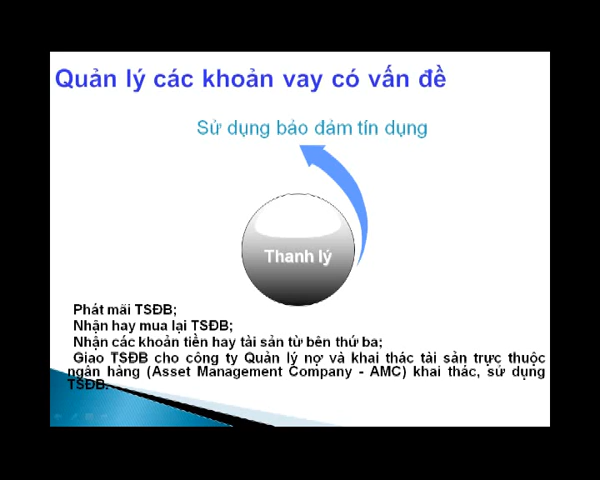 Quản lý các khoản vay có vấn đề
Sử dụng bảo đảm tín dụng
Thanh lý
Phát mãi TSĐB;
Nhận hay mua lại TSĐB;
Nhận các khoản tiền hay tài sản từ bên thứ ba;
Giao TSĐB cho công ty Quản lý nợ và khai thác tài sản trực thuộc
ngân hàng (Asset Management Company - AMC) khai thác, sử dụng
TSĐB.